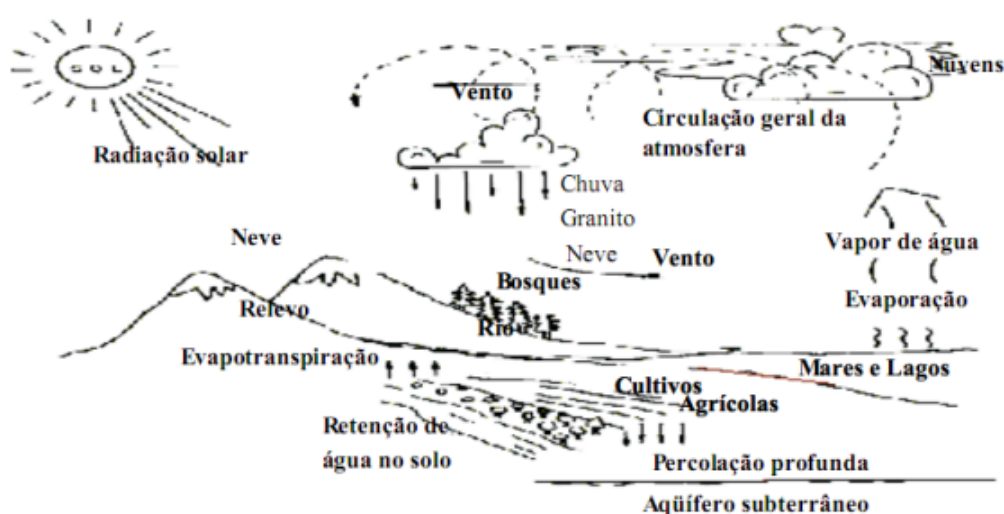 SOL
Nuvens
Vento
Circulação geral da
atmosfera
Radiação solar
Chuva
Granito
Neve
Neve
Vento
Vapor de água
Bosques
Evaporação
Relevo
Rio
Evapotranspiração
Mares e Lagos
Cultivos
Agrícolas
Retenção de
água no solo
Percolação profunda
Aqüífero subterrâneo